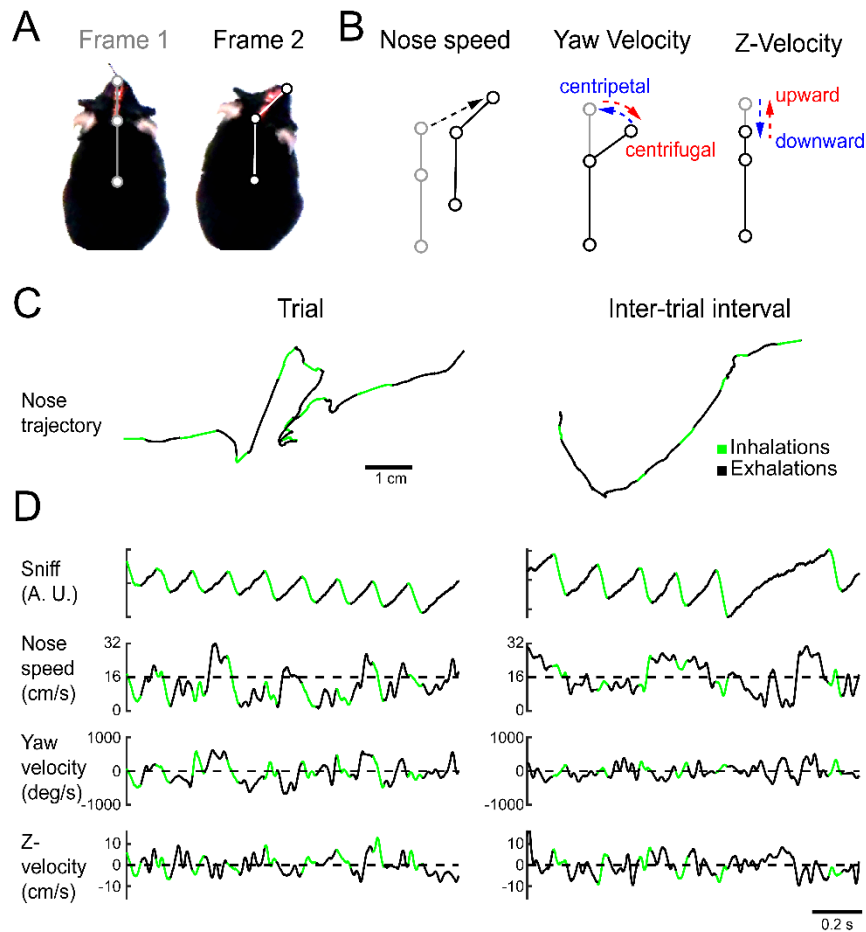 A
Frame 1
Frame 2
B
Nose speed
Yaw Velocity
Z-Velocity
centripetal
centrifugal
upward
downward
C
Trial
Inter-trial interval
Nose
trajectory
1 cm
Inhalations
Exhalations
D
Sniff
(A. U.)
Nose
speed
(cm/s)
32
16
0
32
16
0
Yaw
velocity
(deg/s)
1000
0
-1000
1000
0
-1000
Z-
velocity
(cm/s)
10
0
-10
10
0
-10
0.2 s